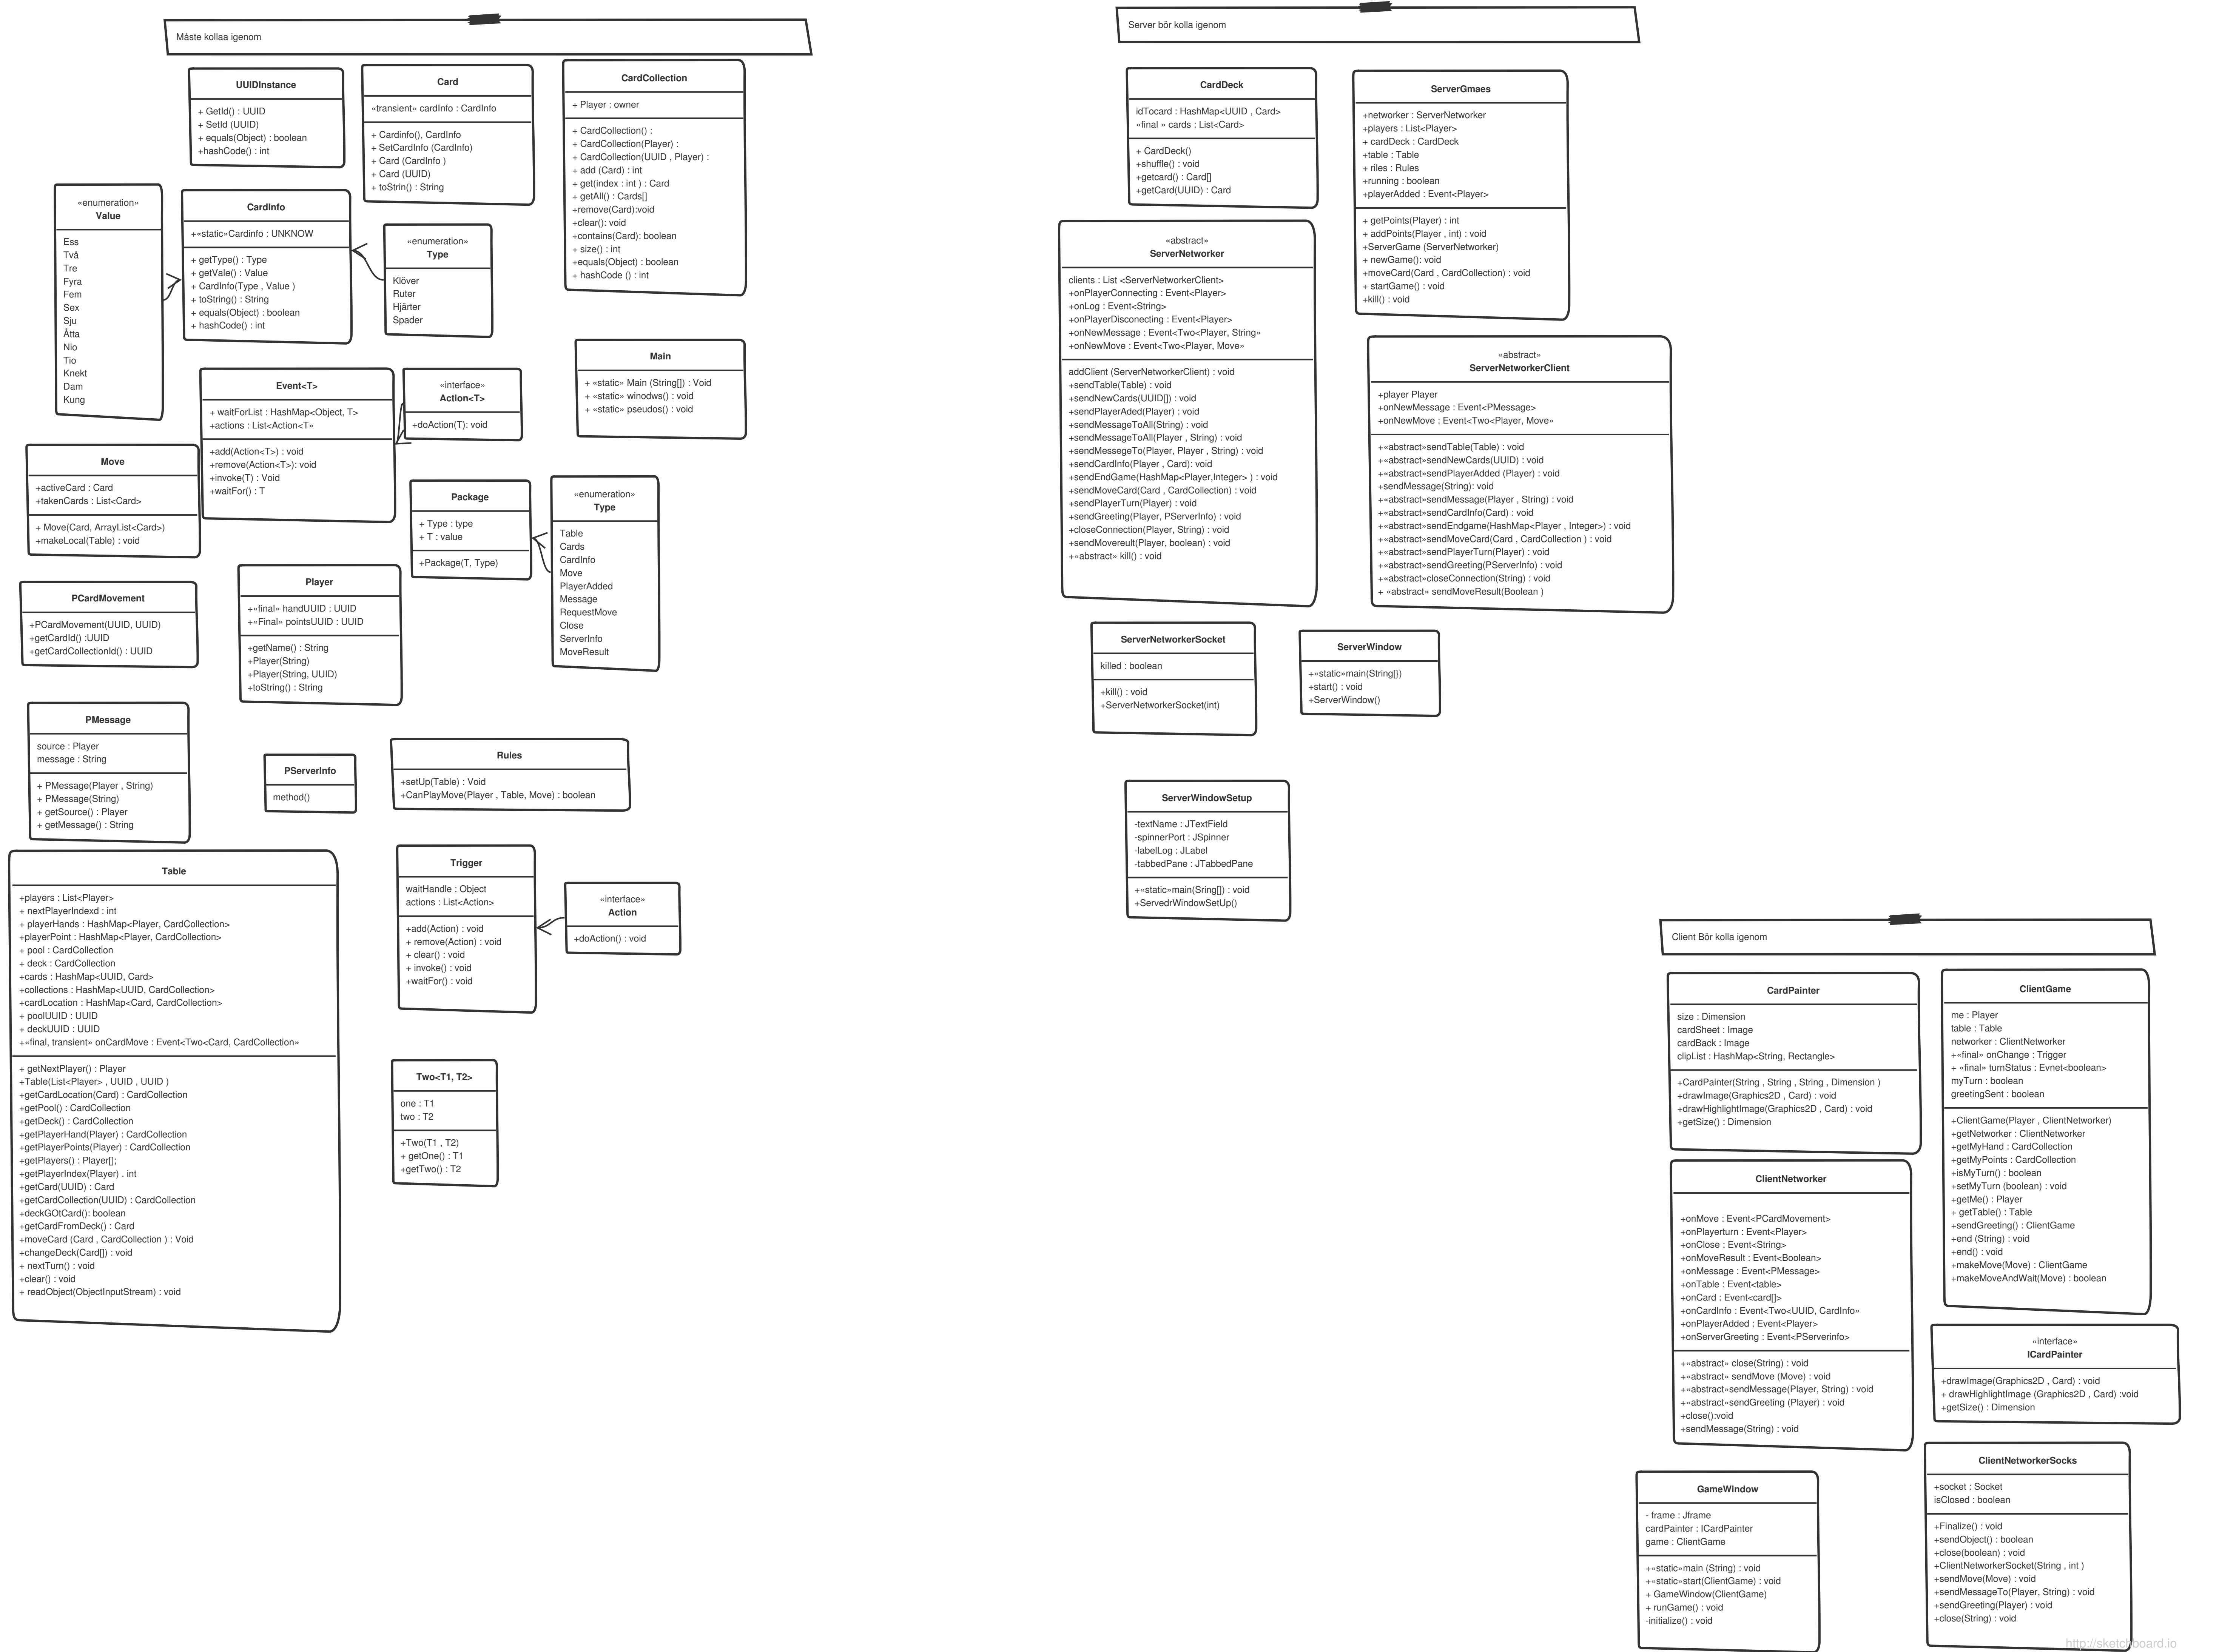 Måste kollaa igenom
UUIDInstance
+ GetId() : UUID
+ SetId (UUID)
+ equals(Object) : boolean
+hashCode() : int
Card
«transient» cardInfo : CardInfo
+ Cardinfo(), CardInfo
+ SetCardInfo (CardInfo)
+ Card (CardInfo )
+ Card (UUID)
+ toStrin() : String
CardCollection
+ Player : owner
+ CardCollection() :
+ CardCollection(Player) :
+ CardCollection(UUID , Player) :
+ add (Card) : int
+ get(index : int ) : Card
+ getAll() : Cards[]
+remove(Card):void
+clear(): void
+contains(Card): boolean
+ size() : int
+equals(Object) : boolean
+ hashCode () : int
«enumeration»
Value
Ess
Två
Tre
Fyra
Fem
Sex
Sju
Åtta
Nio
Tio
Knekt
Dam
Kung
CardInfo
+«static»Cardinfo : UNKNOW
+ getType() : Type
+ getVale() : Value
+ CardInfo(Type , Value )
+ toString() : String
+ equals(Object) : boolean
+ hashCode() : int
«enumeration»
Type
Klöver
Ruter
Hjärter
Spader
Main
+ «static» Main (String[]) : Void
+ «static» winodws() : void
+ «static» pseudos() : void
Event<T>
+ waitForList : HashMap<Object, T>
+actions : List<Action<T»
+add(Action<T>) : void
+remove(Action<T>): void
+invoke(T) : Void
+waitFor() : T
«interface»
Action<T>
+doAction(T): void
Move
+activeCard : Card
+takenCards : List<Card>
+ Move(Card, ArrayList<Card>)
+makeLocal(Table) : void
Package
+ Type : type
+ T : value
+Package(T, Type)
«enumeration»
Type
Table
Cards
CardInfo
Move
PlayerAdded
Message
RequestMove
Close
ServerInfo
MoveResult
PCardMovement
+PCardMovement(UUID, UUID)
+getCardId() :UUID
+getCardCollectionId() : UUID
Player
+«final» handUUID : UUID
+«Final» pointsUUID : UUID
+getName() : String
+Player(String)
+Player(String, UUID)
+toString() : String
PMessage
source : Player
message : String
+ PMessage(Player , String)
+ PMessage(String)
+ getSource() : Player
+ getMessage() : String
PServerInfo
method()
Rules
+setUp(Table) : Void
+CanPlayMove(Player , Table, Move) : boolean
Table
+players : List<Player>
+ nextPlayerIndexd : int
+ playerHands : HashMap<Player, CardCollection>
+playerPoint : HashMap<Player, CardCollection>
+ pool : CardCollection
+ deck : CardCollection
+cards : HashMap<UUID, Card>
+collections : HashMap<UUID, CardCollection>
+cardLocation : HashMap<Card, CardCollection>
+ poolUUID : UUID
+ deckUUID : UUID
+«final, transient» onCardMove : Event<Two<Card, CardCollection»
+ getNextPlayer() : Player
+Table(List<Player> , UUID , UUID )
+getCardLocation(Card) : CardCollection
+getPool() : CardCollection
+getDeck() : CardCollection
+getPlayerHand(Player) : CardCollection
+getPlayerPoints(Player) : CardCollection
+getPlayers() : Player[];
+getPlayerIndex(Player) . int
+getCard(UUID) : Card
+getCardCollection(UUID) : CardCollection
+deckGOtCard(): boolean
+getCardFromDeck() : Card
+moveCard (Card , CardCollection ) : Void
+changeDeck(Card[]) : void
+ nextTurn() : void
+clear() : void
+ readObject(ObjectInputStream) : void
Trigger
waitHandle : Object
actions : List<Action>
+add(Action) : void
+ remove(Action) : void
+ clear() : void
+ invoke() : void
+waitFor() : void
«interface»
Action
+doAction() : void
Two<T1, T2>
one : T1
two : T2
+Two(T1 , T2)
+ getOne() : T1
+getTwo() : T2
Server bör kolla igenom
CardDeck
idTocard : HashMap<UUID , Card>
«final » cards : List<Card>
+ CardDeck()
+shuffle() : void
+getcard() : Card[]
+getCard(UUID) : Card
ServerGmaes
+networker : ServerNetworker
+players : List<Player>
+ cardDeck : CardDeck
+table : Table
+ riles : Rules
+running : boolean
+playerAdded : Event<Player>
+ getPoints(Player) : int
+ addPoints(Player , int) : void
+ServerGame (ServerNetworker)
+ newGame(): void
+moveCard(Card , CardCollection) : void
+ startGame() : void
+kill() : void
«abstract»
ServerNetworker
clients : List <ServerNetworkerClient>
+onPlayerConnecting : Event<Player>
+onLog : Event<String>
+onPlayerDisconecting : Event<Player>
+onNewMessage : Event<Two<Player, String»
+onNewMove : Event<Two<Player, Move»
addClient (ServerNetworkerClient) : void
+sendTable(Table) : void
+sendNewCards(UUID[]) : void
+sendPlayerAded(Player) : void
+sendMessageToAll(String) : void
+sendMessageToAll(Player , String) : void
+sendMessegeTo(Player, Player , String) : void
+sendCardInfo(Player , Card): void
+sendEndGame(HashMap<Player,Integer> ) : void
+sendMoveCard(Card , CardCollection) : void
+sendPlayerTurn(Player) : void
+sendGreeting(Player, PServerInfo) : void
+closeConnection(Player, String) : void
+sendMovereult(Player, boolean) : void
+«abstract» kill() : void
«abstract»
ServerNetworkerClient
+player Player
+onNewMessage : Event<PMessage>
+onNewMove : Event<Two<Player, Move»
+«abstract»sendTable(Table) : void
+«abstract»sendNewCards(UUID) : void
+«abstract»sendPlayerAdded (Player) : void
+sendMessage(String): void
+«abstract»sendMessage(Player , String) : void
+«abstract»sendCardInfo(Card) : void
+«abstract»sendEndgame(HashMap<Player , Integer>) : void
+«abstract»sendMoveCard(Card , CardCollection ) : void
+«abstract»sendPlayerTurn(Player) : void
+«abstract»sendGreeting(PServerInfo) : void
+«abstract»closeConnection(String) : void
+ «abstract» sendMoveResult(Boolean )
ServerNetworkerSocket
killed : boolean
+kill() : void
+ServerNetworkerSocket(int)
ServerWindow
+«static»main(String[})
+start() : void
+ServerWindow()
ServerWindowSetup
-textName : JTextField
-spinnerPort : JSpinner
-labelLog : JLabel
-tabbedPane : JTabbedPane
+«static»main(Sring[]) : void
+ServedrWindowSetUp()
Client Bör kolla igenom
CardPainter
size : Dimension
cardSheet : Image
cardBack : Image
clipList : HashMap<String, Rectangle>
+CardPainter(String , String , String , Dimension )
+drawImage(Graphics2D , Card) : void
+drawHighlightImage(Graphics2D , Card) : void
+getSize() : Dimension
ClientGame
me : Player
table : Table
networker : ClientNetworker
+«final» onChange : Trigger
+ «final» turnStatus : Evnet<boolean>
myTurn : boolean
greetingSent : boolean
+ClientGame(Player , ClientNetworker)
+getNetworker : ClientNetworker
+getMyHand : CardCollection
+getMyPoints : CardCollection
+isMyTurn() : boolean
+setMyTurn (boolean) : void
+getMe() : Player
+ getTable() : Table
+sendGreeting() : ClientGame
+end (String) : void
+end() : void
+makeMove(Move) : ClientGame
+makeMoveAndWait(Move) : boolean
ClientNetworker
+onMove : Event<PCardMovement>
+onPlayerturn : Event<Player>
+onClose : Event<String>
+onMoveResult : Event<Boolean>
+onMessage : Event<PMessage>
+onTable : Event<table>
+onCard : Event<card[]>
+onCardInfo : Event<Two<UUID, CardInfo»
+onPlayerAdded : Event<Player>
+onServerGreeting : Event<PServerinfo>
+«abstract» close(String) : void
+«abstract» sendMove (Move) : void
+«abstract»sendMessage(Player, String) : void
+«abstract»sendGreeting (Player) : void
+close():void
+sendMessage(String) : void
«interface»
ICardPainter
+drawImage(Graphics2D , Card) : void
+ drawHighlightImage (Graphics2D , Card) :void
+getSize() : Dimension
GameWindow
- frame : Jframe
cardPainter : ICardPainter
game : ClientGame
+«static»main (String) : void
+«static»start(ClientGame) : void
+ GameWindow(ClientGame)
+ runGame() : void
-initialize() : void
ClientNetworkerSocks
+socket : Socket
isClosed : boolean
+Finalize() : void
+sendObject() : boolean
+close(boolean) : void
+ClientNetworkerSocket(String , int )
+sendMove(Move) : void
+sendMessageTo(Player, String) : void
+sendGreeting(Player) : void
+close(String) : void
http://sketchboard.io